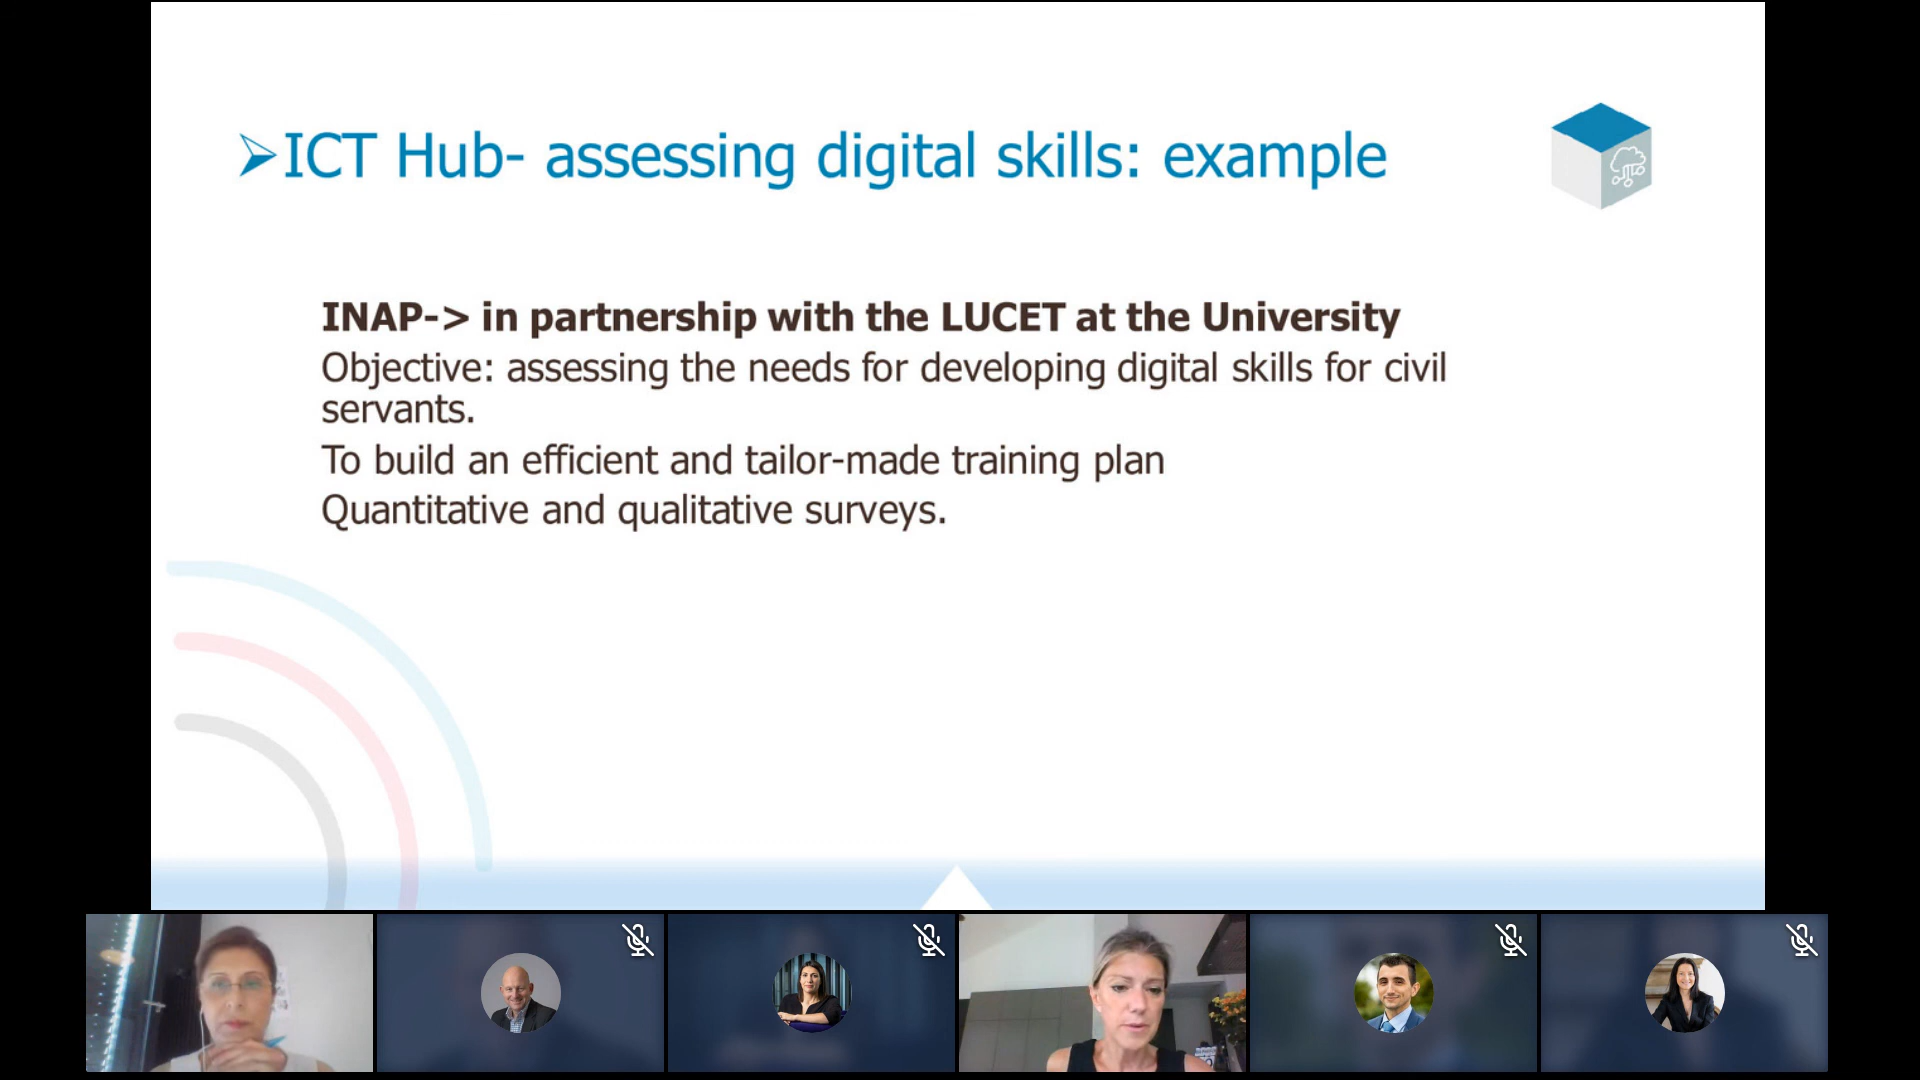 ICT Hub- assessing digital skills: example
INAP-> in partnership with the LUCET at the University
Objective: assessing the needs for developing digital skills for civil
servants.
To build an efficient and tailor-made training plan
Quantitative and qualitative surveys.